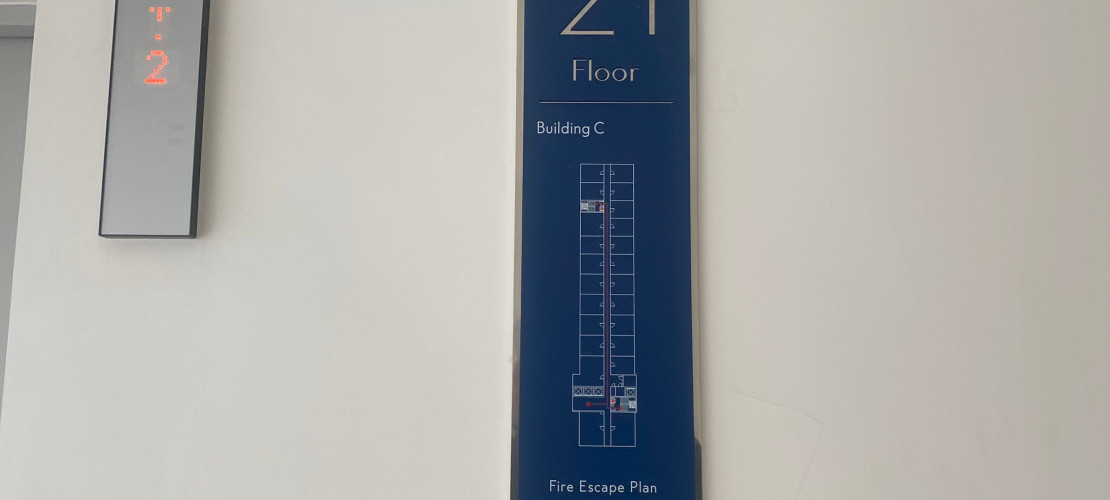 21
Floor
Building C
Fire Escape Plan
2